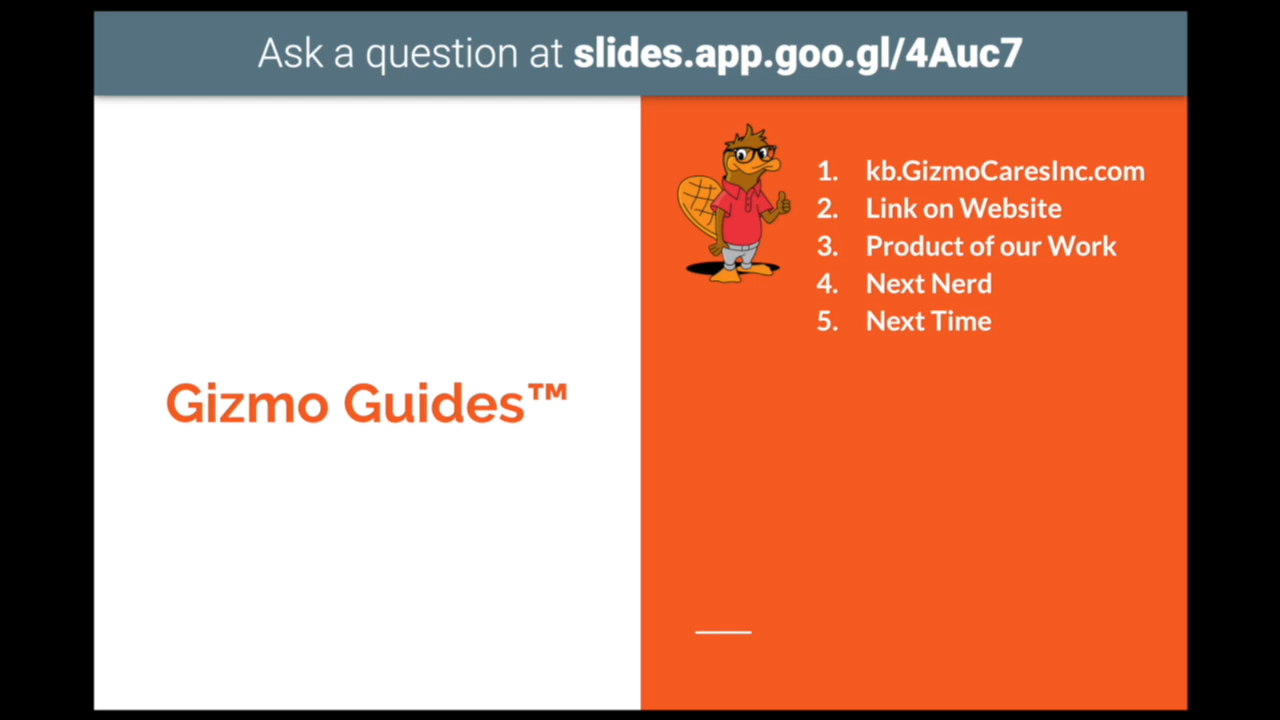 Ask a question at slides.app.goo.gl/4Auc7
Gizmo Guides™
1. kb.GizmoCaresInc.com
2. Link on Website
3. Product of our Work
4. Next Nerd
5. Next Time